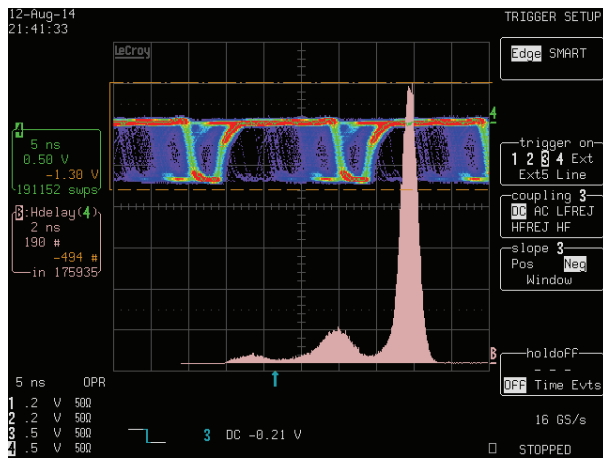 12-Aug-14
21:41:33
LeCroy
4
5 ns
0.50 V
-1.30 V
191152 swps
B:Hdelay(4)
2 ns
190 #
-494 #
in 175935
4
B
5 ns OPR
1 .2 V 50Ω
2 .2 V 50Ω
3 .5 V 50Ω
4 .5 V 50Ω
3 DC -0.21 V
TRIGGER SETUP
Edge SMART
trigger on
1 2 3 4 Ext
Ext5 Line
coupling 3
DC AC LFREJ
HFREJ HF
slope 3
Pos Neg
Window
holdoff
- - -
OFF Time Evts
16 GS/s
STOPPED